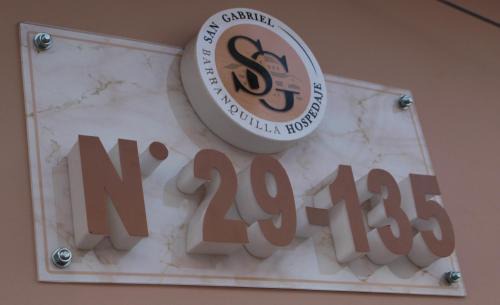 SAN GABRIEL
BARRANQUILLA
HOSPEDAJE
SG
N° 29-135